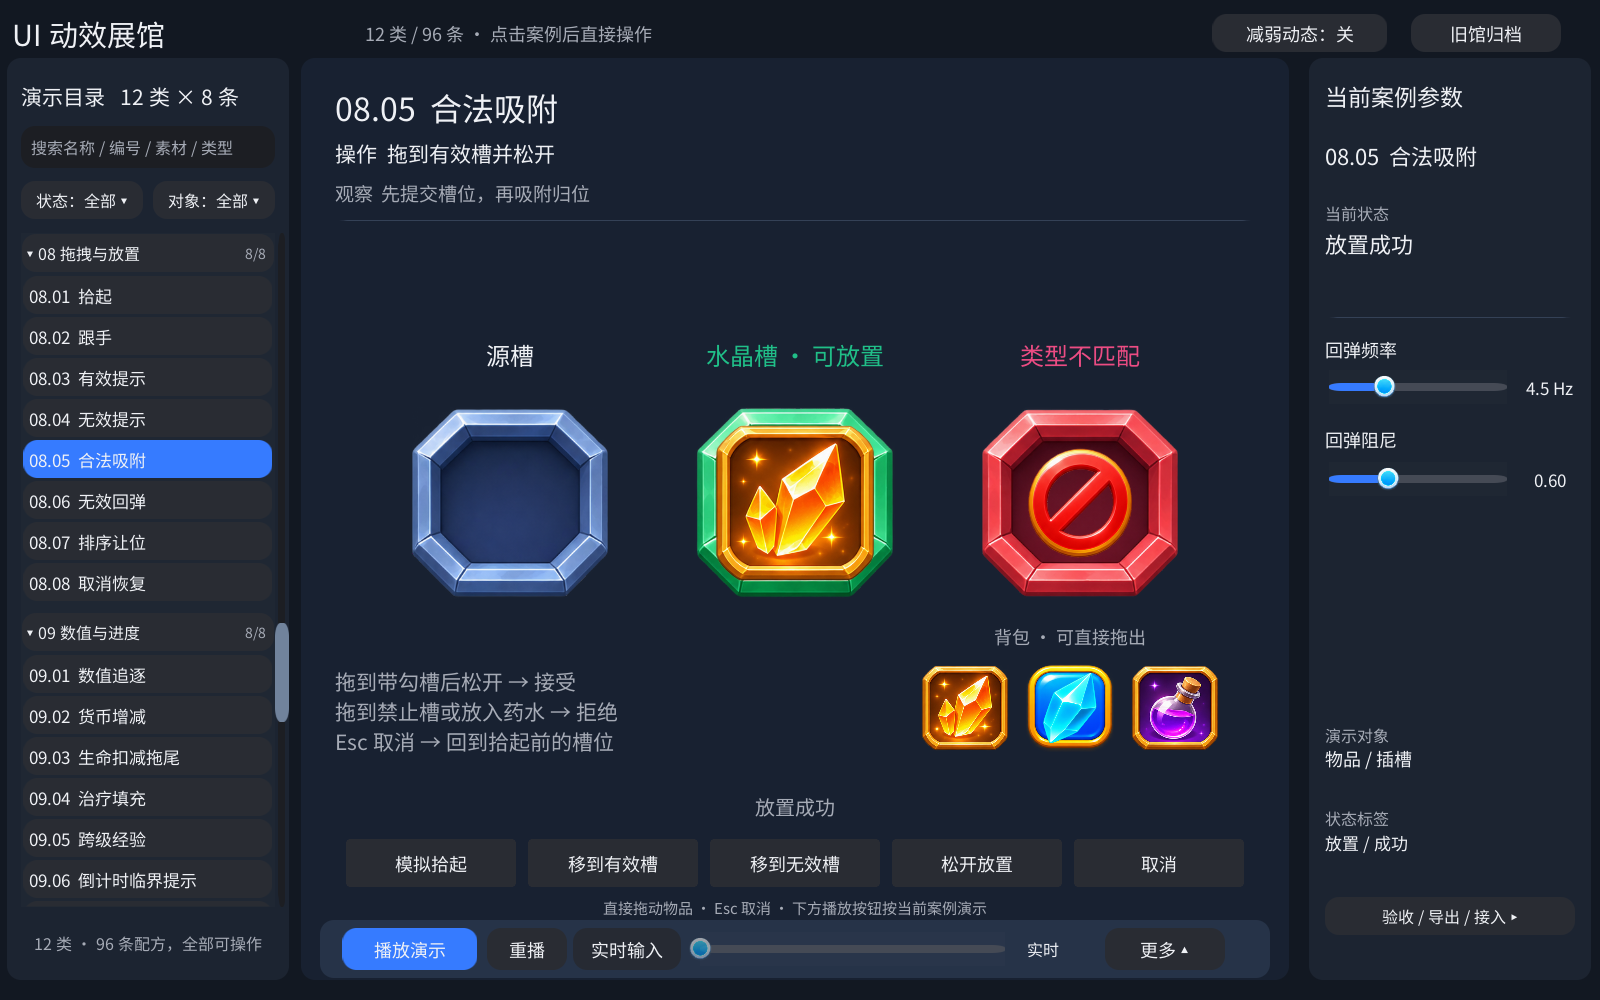 UI 动效展馆
12 类 / 96 条 · 点击案例后直接操作
减弱动态：关
旧馆归档
演示目录 12 类 × 8 条
搜索名称 / 编号 / 素材 / 类型
状态：全部 ▾
对象：全部 ▾
▾ 08 拖拽与放置 8/8
08.01 拾起
08.02 跟手
08.03 有效提示
08.04 无效提示
08.05 合法吸附
08.06 无效回弹
08.07 排序让位
08.08 取消恢复
▾ 09 数值与进度 8/8
09.01 数值追逐
09.02 货币增减
09.03 生命扣减拖尾
09.04 治疗填充
09.05 跨级经验
09.06 倒计时临界提示
12 类 · 96 条配方，全部可操作
08.05 合法吸附
操作 拖到有效槽并松开
观察 先提交槽位，再吸附归位
源槽
水晶槽 · 可放置
类型不匹配
背包 · 可直接拖出
拖到带勾槽后松开 → 接受
拖到禁止槽或放入药水 → 拒绝
Esc 取消 → 回到拾起前的槽位
放置成功
模拟拾起
移到有效槽
移到无效槽
松开放置
取消
直接拖动物品 · Esc 取消 · 下方播放按钮按当前案例演示
播放演示
重播
实时输入
实时
更多 ▴
当前案例参数
08.05 合法吸附
当前状态
放置成功
回弹频率
4.5 Hz
回弹阻尼
0.60
演示对象
物品 / 插槽
状态标签
放置 / 成功
验收 / 导出 / 接入 ▸